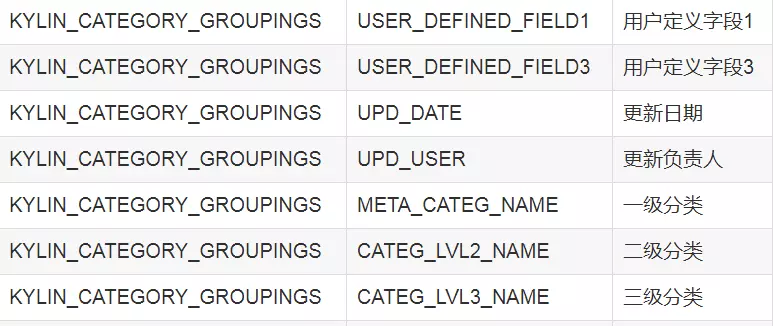 KYLIN_CATEGORY_GROUPINGS USER_DEFINED_FIELD1 用户定义字段1
KYLIN_CATEGORY_GROUPINGS USER_DEFINED_FIELD3 用户定义字段3
KYLIN_CATEGORY_GROUPINGS UPD_DATE 更新日期
KYLIN_CATEGORY_GROUPINGS UPD_USER 更新负责人
KYLIN_CATEGORY_GROUPINGS META_CATEG_NAME 一级分类
KYLIN_CATEGORY_GROUPINGS CATEG_LVL2_NAME 二级分类
KYLIN_CATEGORY_GROUPINGS CATEG_LVL3_NAME 三级分类